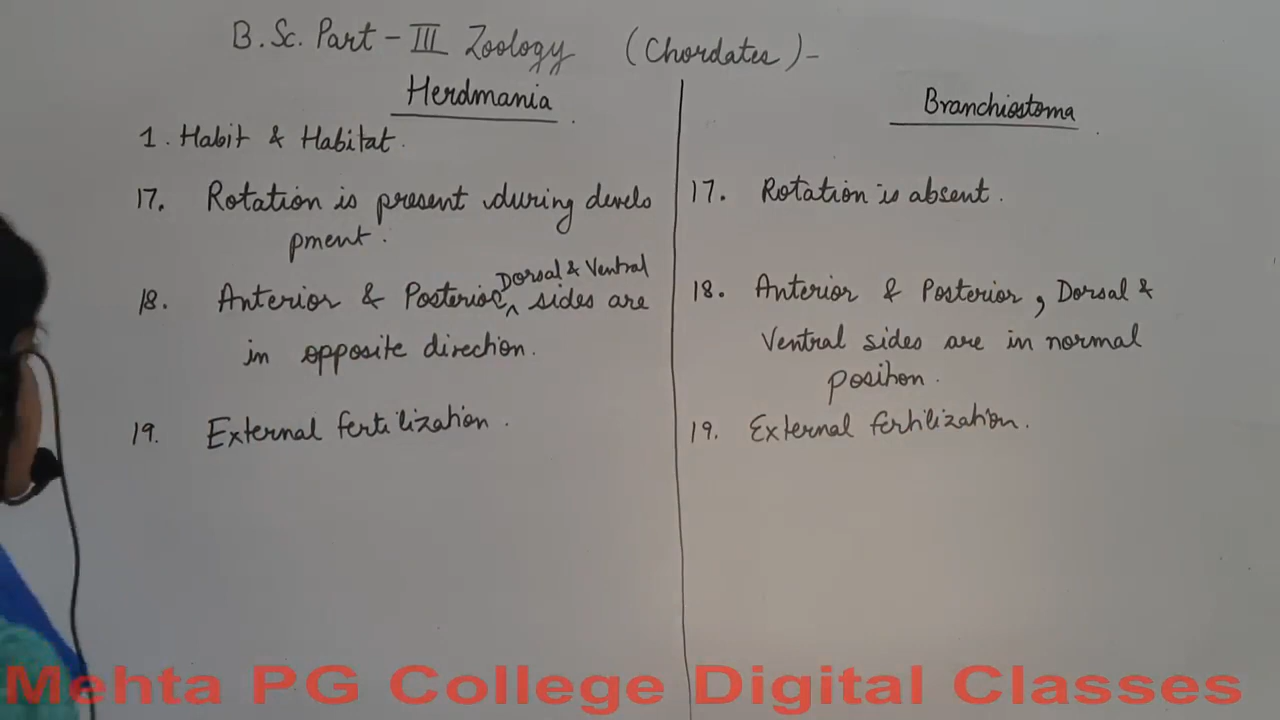 B.Sc. Part - III Zoology (Chordates) -
Herdmania
1. Habit & Habitat.
17. Rotation is present during develo
pment.
18. Anterior & Posterior ^ Dorsal & Ventral sides are
in opposite direction.
19. External fertilization.
Branchiostoma
17. Rotation is absent.
18. Anterior & Posterior, Dorsal &
Ventral sides are in normal
position.
19. External fertilization.
Mehta PG College Digital Classes